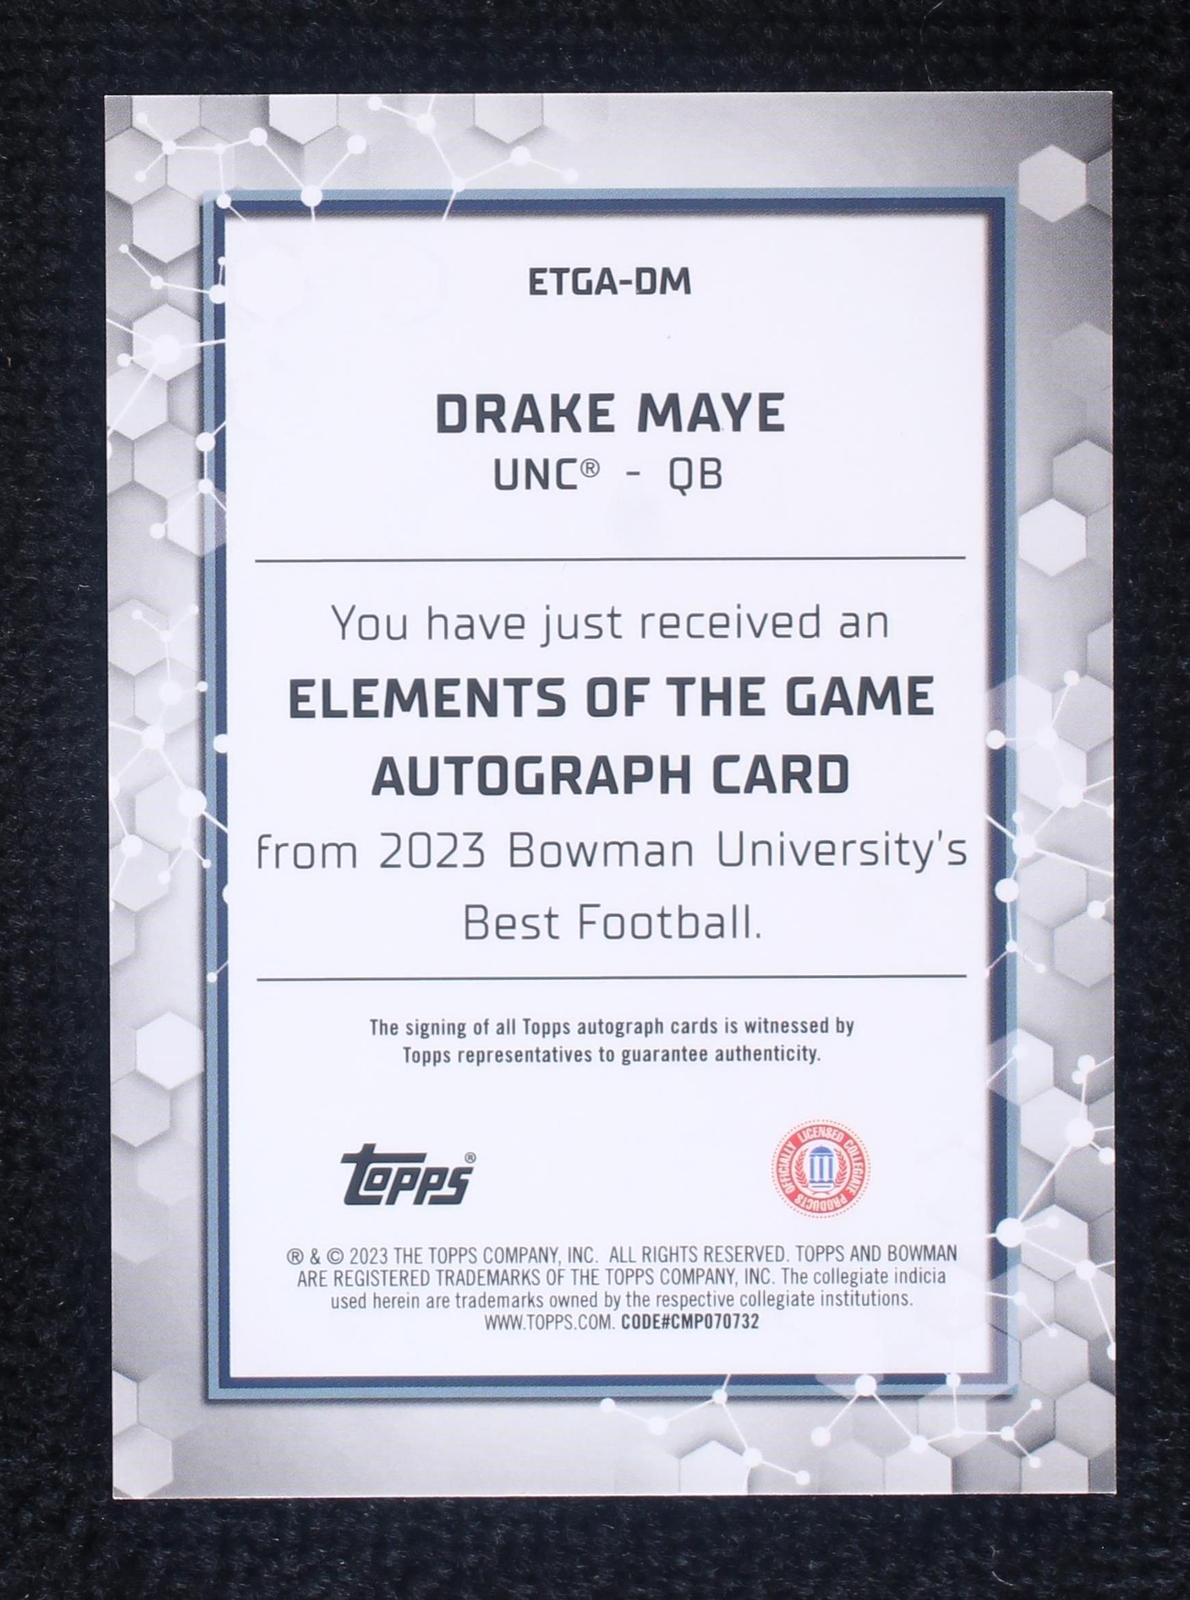 ETGA-DM
DRAKE MAYE
UNC® - QB
You have just received an
ELEMENTS OF THE GAME
AUTOGRAPH CARD
from 2023 Bowman University's
Best Football.
The signing of all Topps autograph cards is witnessed by
Topps representatives to guarantee authenticity.
TOPPS®
OFFICIALLY LICENSED COLLEGIATE PRODUCTS
® & © 2023 THE TOPPS COMPANY, INC. ALL RIGHTS RESERVED. TOPPS AND BOWMAN
ARE REGISTERED TRADEMARKS OF THE TOPPS COMPANY, INC. The collegiate indicia
used herein are trademarks owned by the respective collegiate institutions.
WWW.TOPPS.COM. CODE#CMP070732